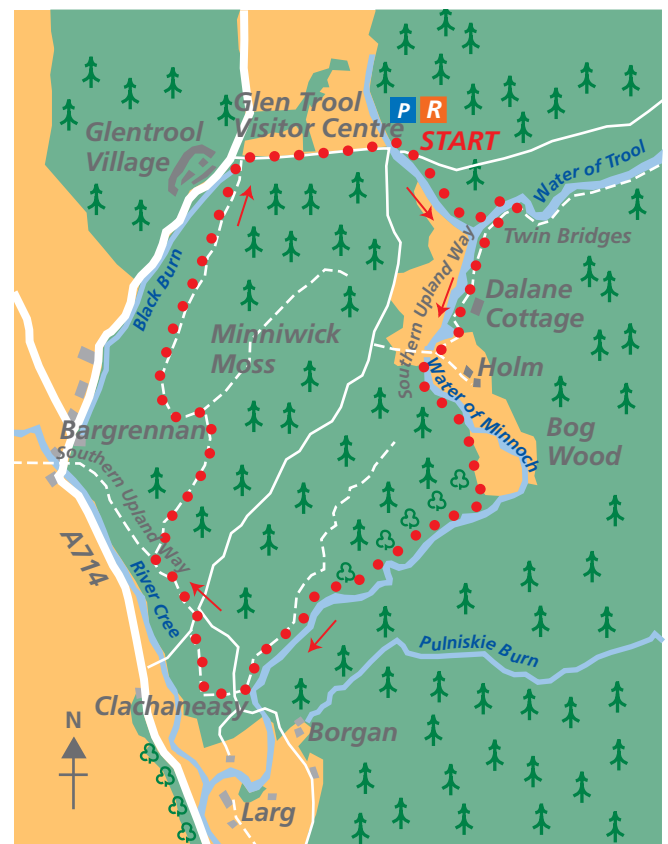 Glen Trool
Visitor Centre
P R
START
Glentrool
Village
Water of Trool
Twin Bridges
Black Burn
Southern Upland Way
Dalane
Cottage
Minniwick
Moss
Holm
Water of Minnoch
Bargrennan
Bog
Wood
Southern Upland Way
A714
River Cree
Pulniskie Burn
Clachaneasy
N
Borgan
Larg